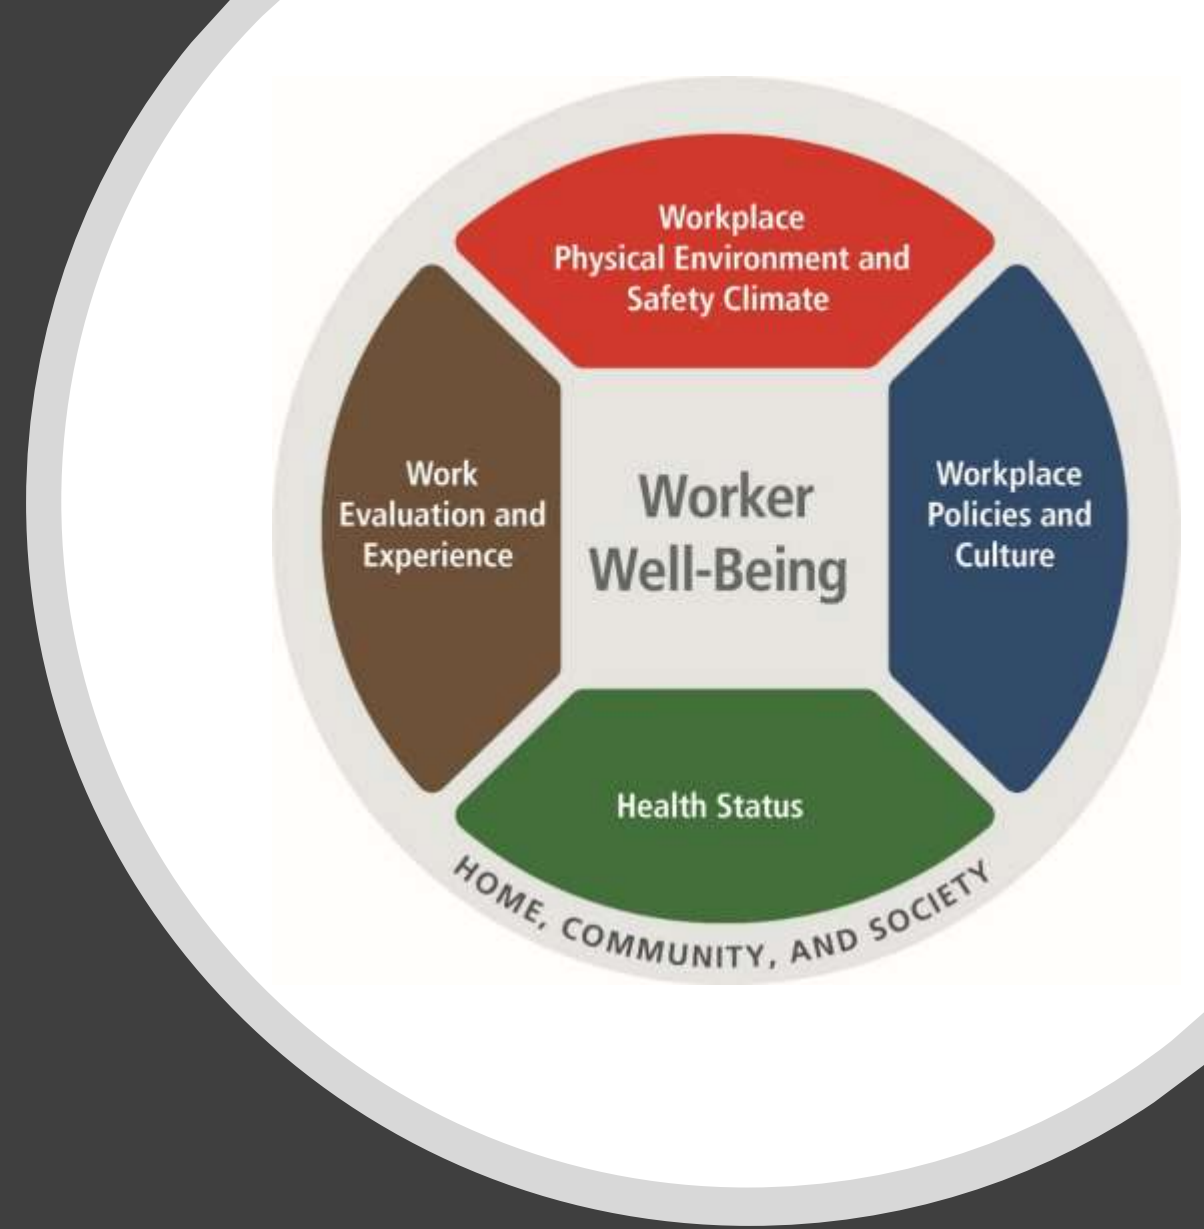 Workplace
Physical Environment and
Safety Climate
Work
Evaluation and
Experience
Worker
Well-Being
Workplace
Policies and
Culture
Health Status
HOME, COMMUNITY, AND SOCIETY